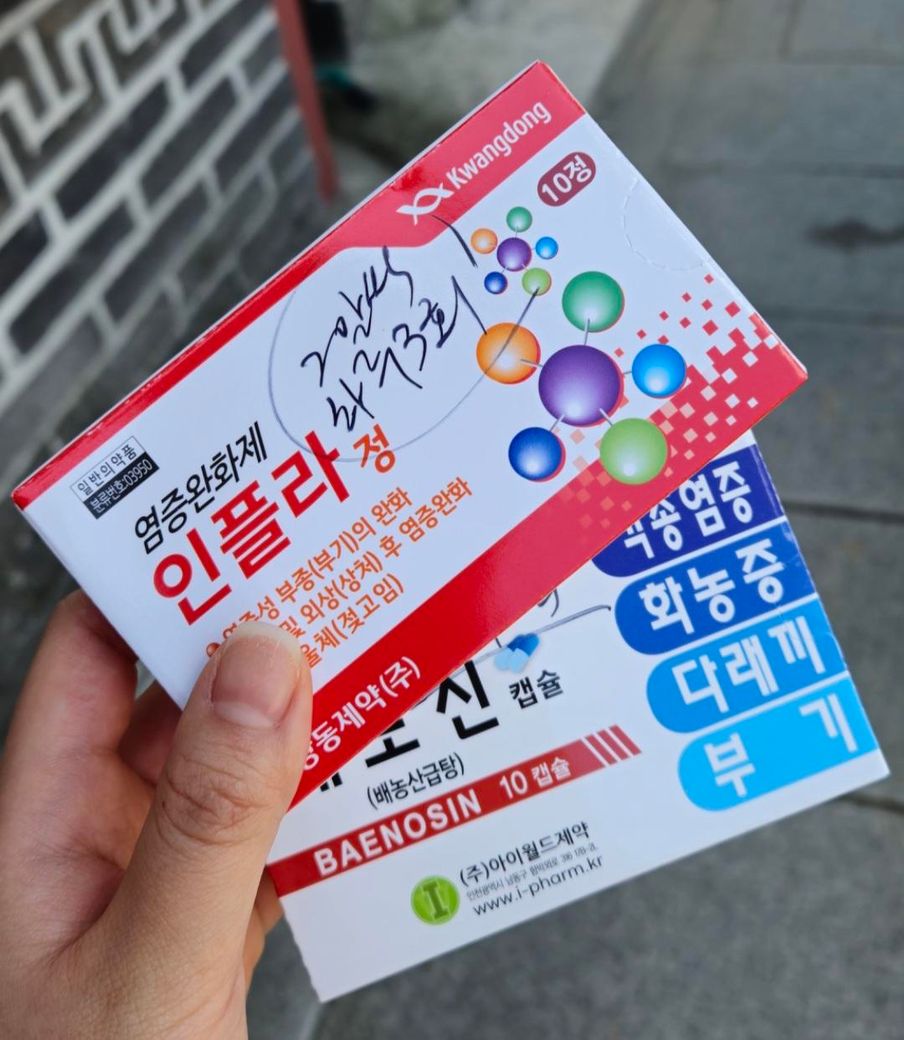 Kwangdong
10정
2알씩
하루3회
일반의약품
분류번호:03950
염증완화제
인플라 정
부종(부기)의 완화
및 외상(상처) 후 염증완화
울체(젖고임)
동제약(주)
염증
화농증
다래끼
부기
노신 캡슐
(배농산급탕)
BAENOSIN 10 캡슐
I
(주)아이월드제약
www.i-pharm.kr